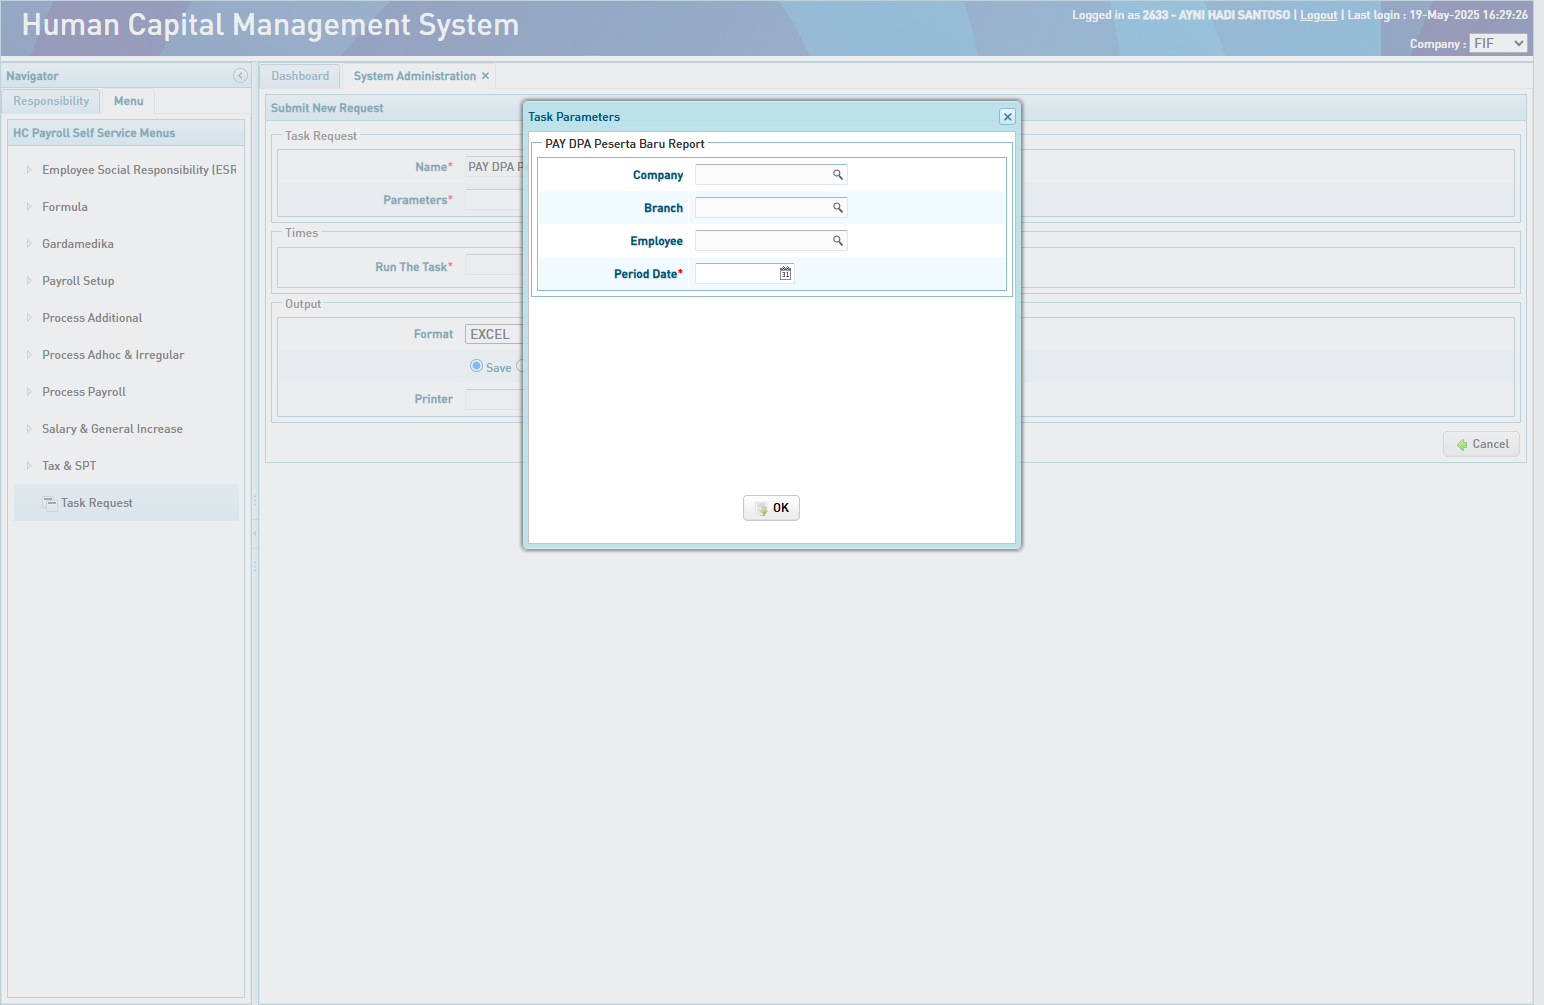 Human Capital Management System
Logged in as 2633 - AYNI HADI SANTOSO | Logout | Last login : 19-May-2025 16:29:26
Company : FIF
Navigator
Responsibility
Menu
HC Payroll Self Service Menus
Employee Social Responsibility (ESR
Formula
Gardamedika
Payroll Setup
Process Additional
Process Adhoc & Irregular
Process Payroll
Salary & General Increase
Tax & SPT
Task Request
Dashboard
System Administration
Submit New Request
Task Request
Name*
PAY DPA P
Parameters*
Times
Run The Task*
Output
Format
EXCEL
Save
Printer
Cancel
Task Parameters
PAY DPA Peserta Baru Report
Company
Branch
Employee
Period Date*
31
OK